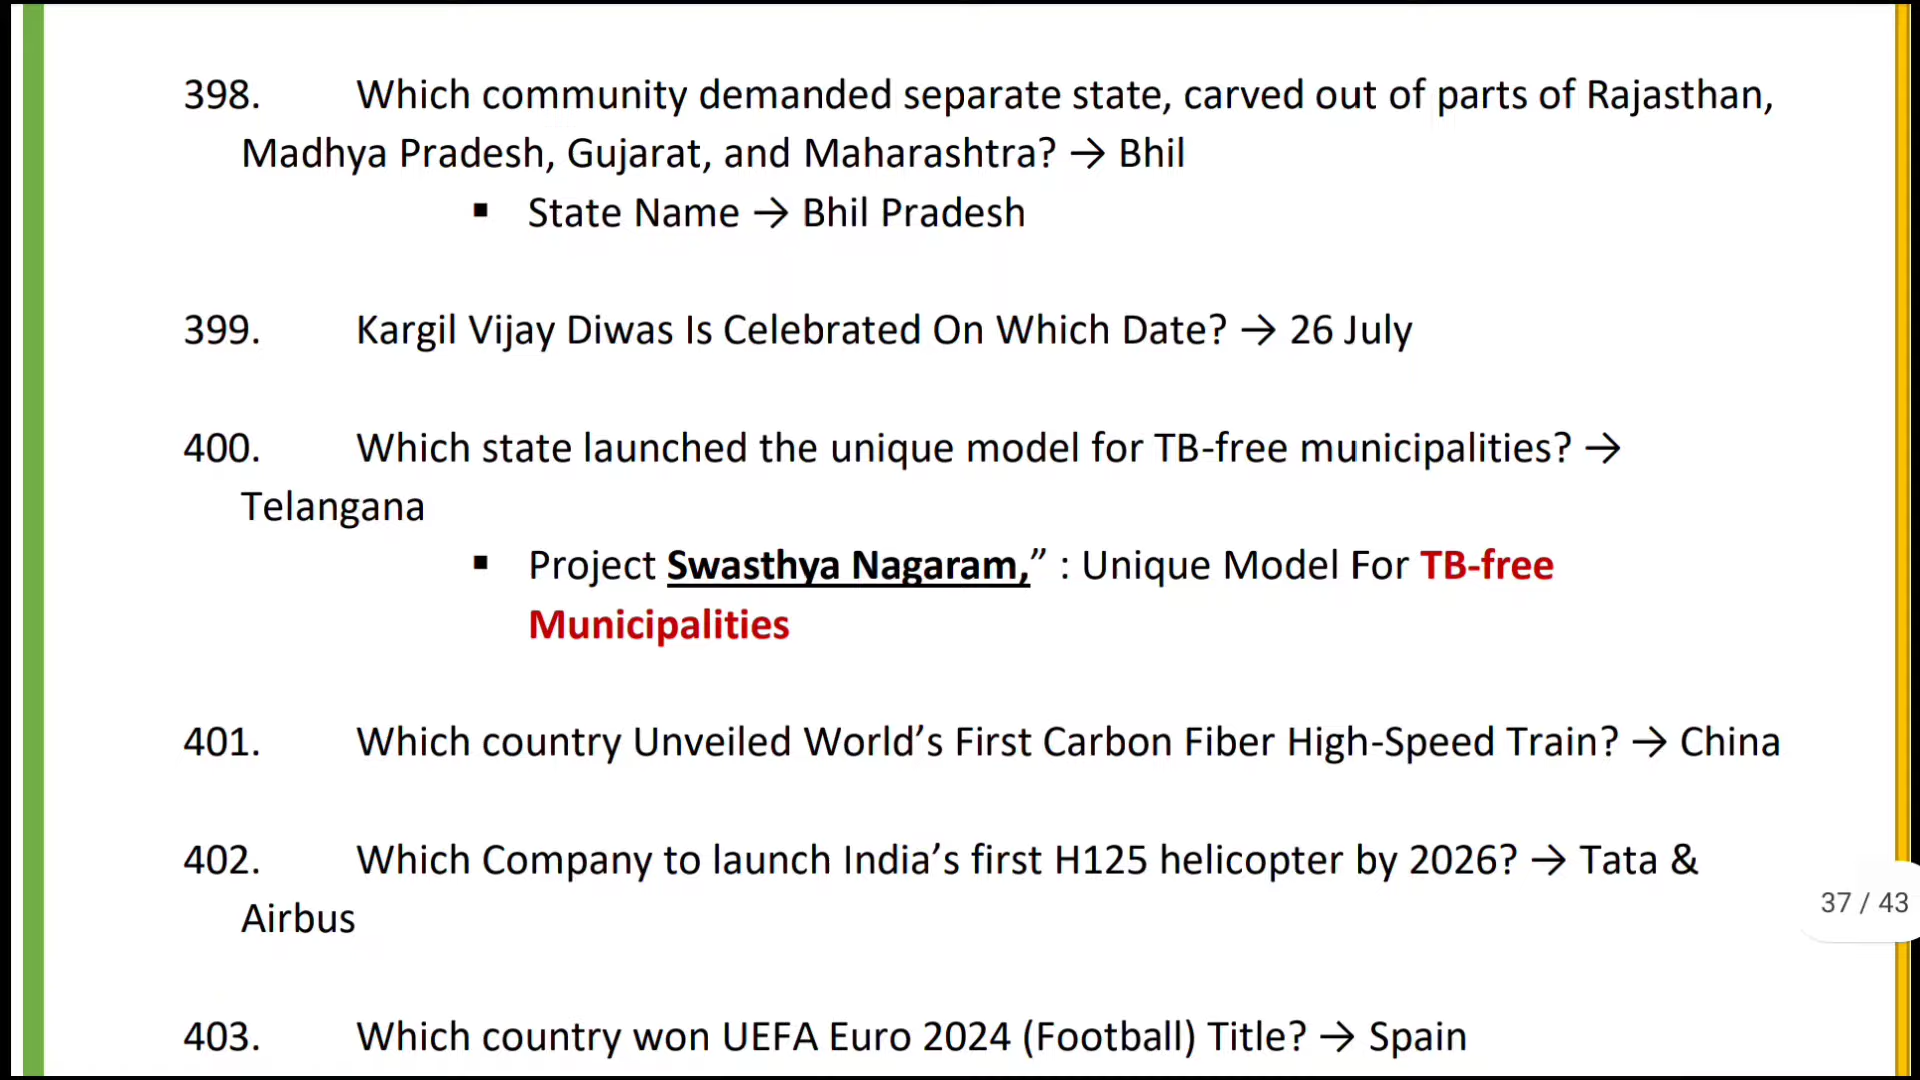 398. Which community demanded separate state, carved out of parts of Rajasthan,
Madhya Pradesh, Gujarat, and Maharashtra? → Bhil
▪ State Name → Bhil Pradesh
399. Kargil Vijay Diwas Is Celebrated On Which Date? → 26 July
400. Which state launched the unique model for TB-free municipalities? →
Telangana
▪ Project Swasthya Nagaram,” : Unique Model For TB-free
Municipalities
401. Which country Unveiled World’s First Carbon Fiber High-Speed Train? → China
402. Which Company to launch India’s first H125 helicopter by 2026? → Tata &
Airbus
37 / 43
403. Which country won UEFA Euro 2024 (Football) Title? → Spain